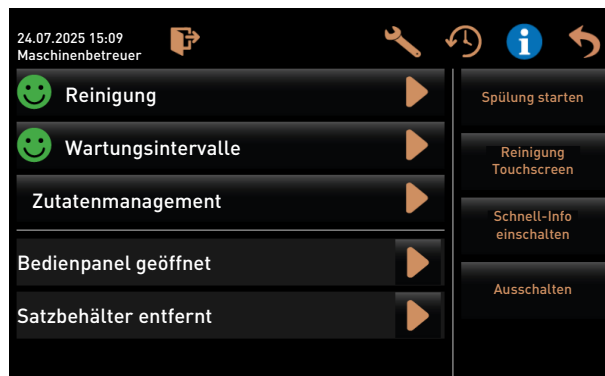 24.07.2025 15:09
Maschinenbetreuer
Reinigung
Wartungsintervalle
Zutatenmanagement
Bedienpanel geöffnet
Satzbehälter entfernt
Spülung starten
Reinigung
Touchscreen
Schnell-Info
einschalten
Ausschalten